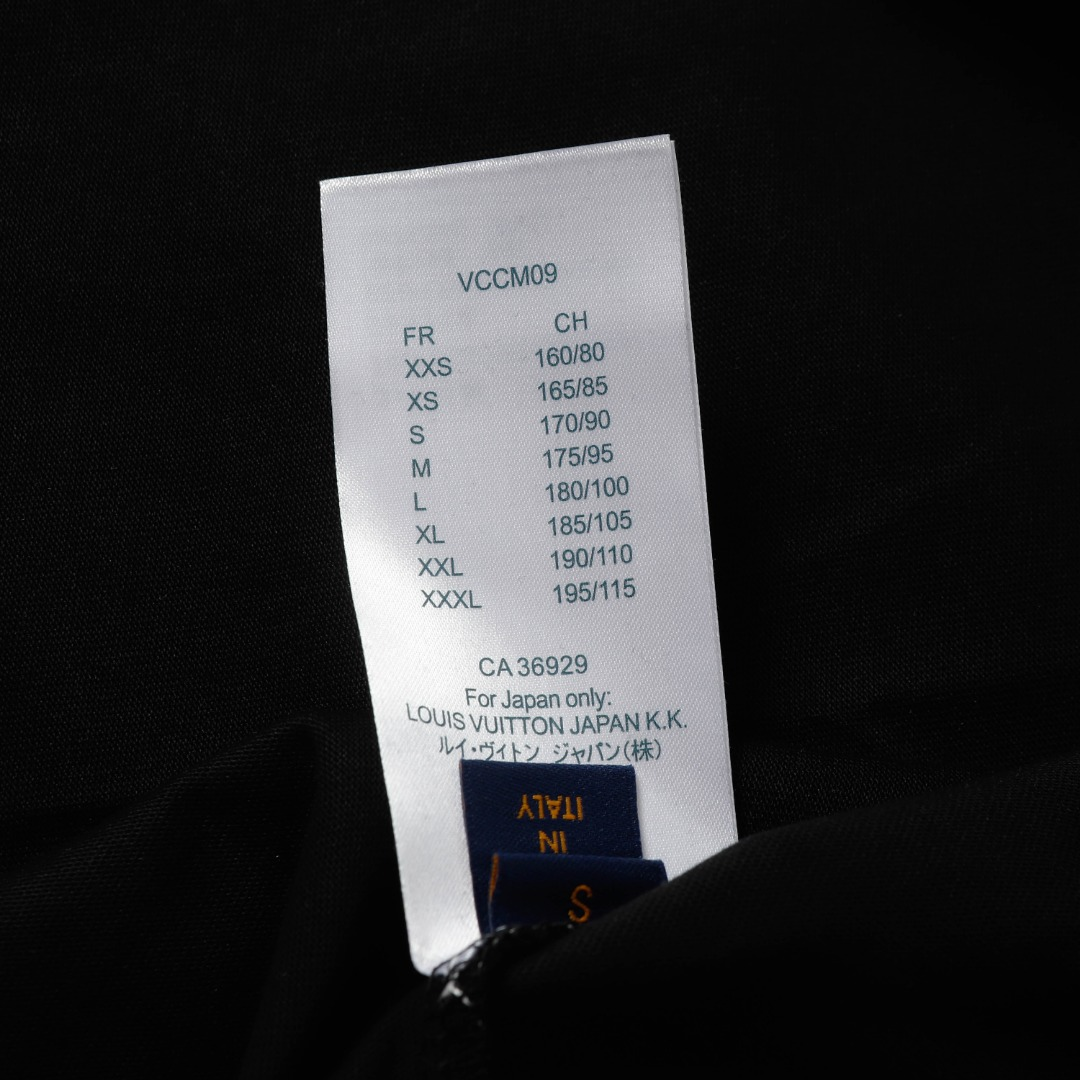 VCCM09
FR CH
XXS 160/80
XS 165/85
S 170/90
M 175/95
L 180/100
XL 185/105
XXL 190/110
XXXL 195/115
CA 36929
For Japan only:
LOUIS VUITTON JAPAN K.K.
ルイ・ヴィトン ジャパン(株)
IN
ITALY
S